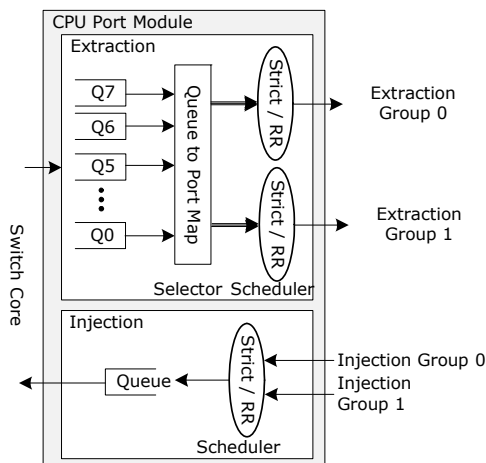 CPU Port Module
Extraction
Q7
Q6
Q5
Q0
Queue to Port Map
Strict / RR
Strict / RR
Extraction
Group 0
Extraction
Group 1
Selector
Scheduler
Switch Core
Injection
Queue
Strict / RR
Scheduler
Injection Group 0
Injection
Group 1